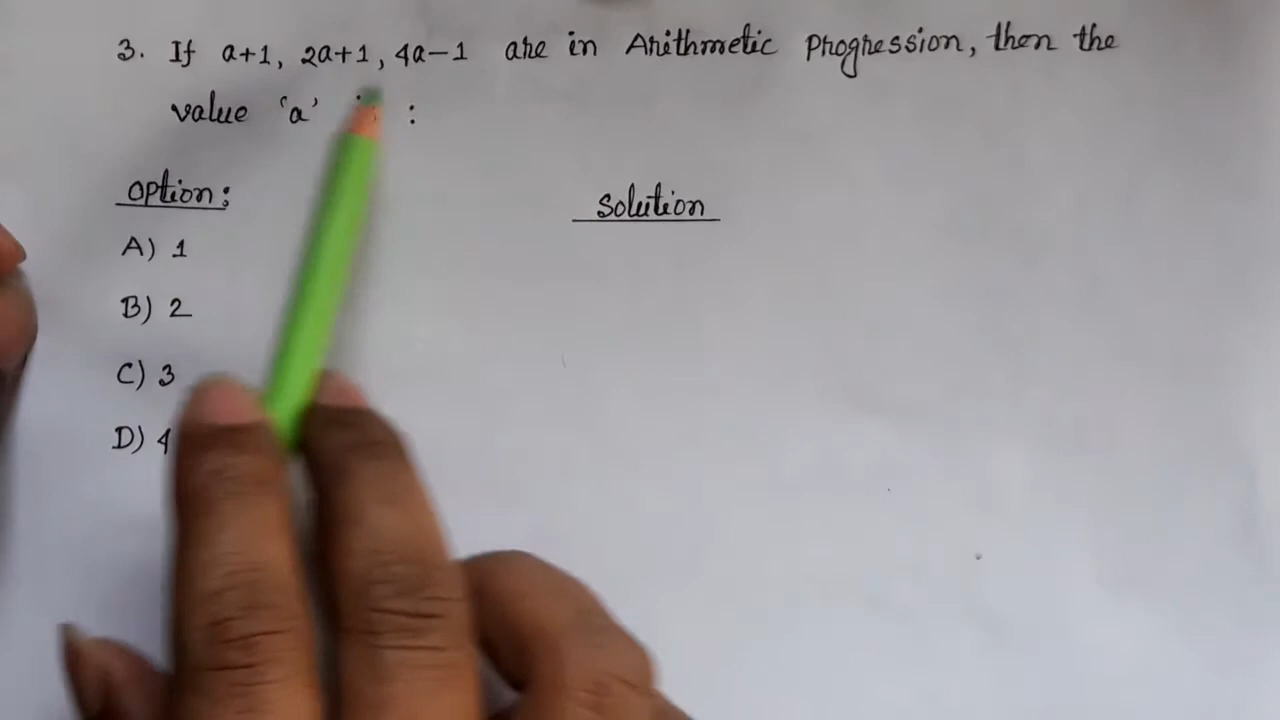 3. If a+1, 2a+1, 4a-1 are in Arithmetic Progression, then the
value 'a' :
Option:
Solution
A) 1
B) 2
C) 3
D) 4